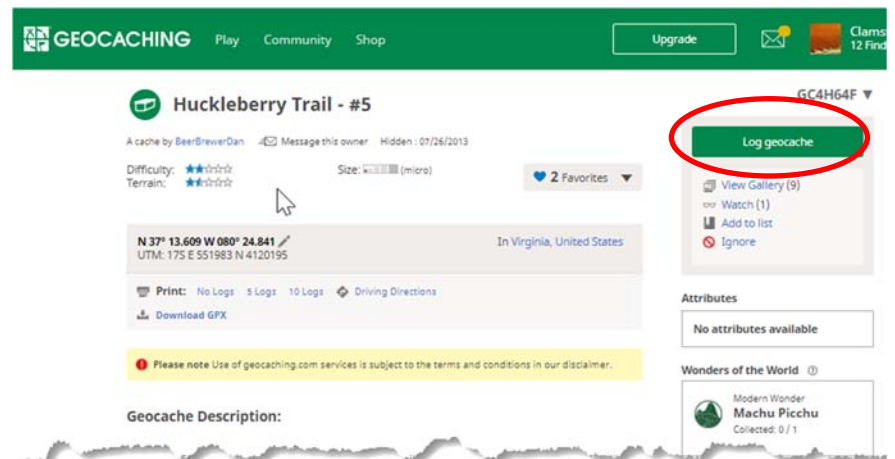 GEOCACHING Play Community Shop Upgrade Clams
12 Find
Huckleberry Trail - #5
A cache by BeerBrewerDan Message this owner Hidden : 07/26/2013
Difficulty: Size: (micro)
Terrain:
2 Favorites
N 37° 13.609 W 080° 24.841 In Virginia, United States
UTM: 17S E 551983 N 4120195
Print: No Logs 5 Logs 10 Logs Driving Directions
Download GPX
Please note Use of geocaching.com services is subject to the terms and conditions in our disclaimer.
Geocache Description:
GC4H64F
Log geocache
View Gallery (9)
Watch (1)
Add to list
Ignore
Attributes
No attributes available
Wonders of the World
Modern Wonder
Machu Picchu
Collected: 0 / 1